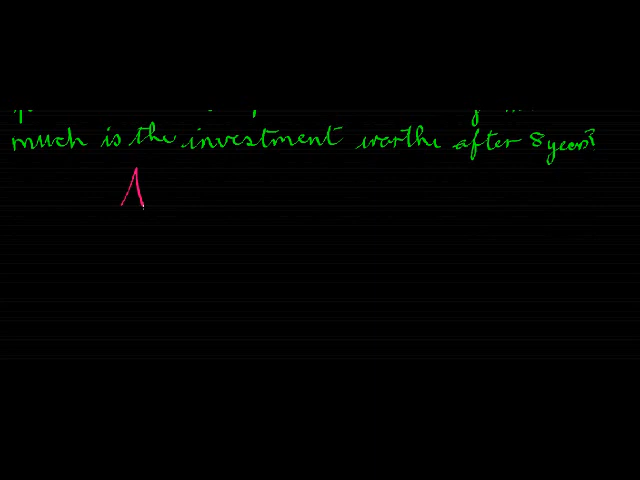 much is the investment worthe after 8 years?